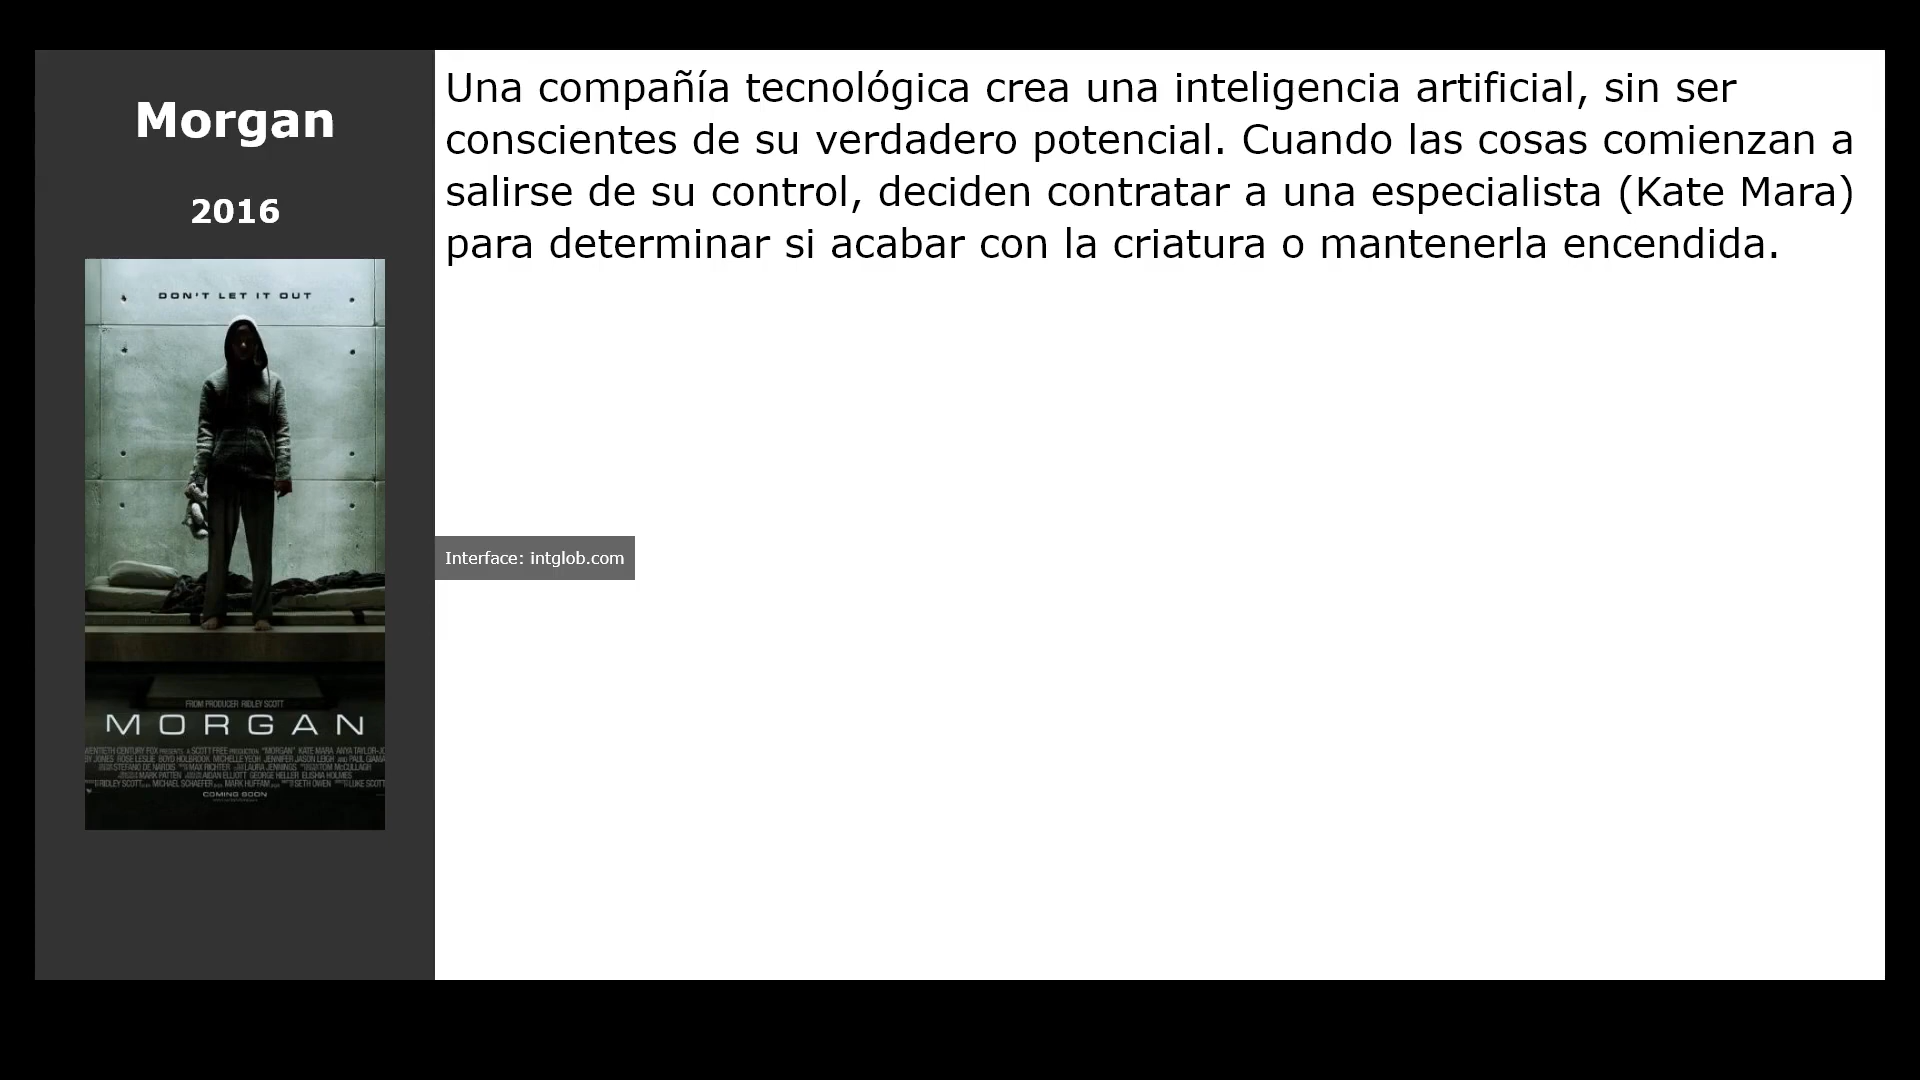 Morgan
2016
DON'T LET IT OUT
FROM PRODUCER RIDLEY SCOTT
MORGAN
COMING SOON
Una compañía tecnológica crea una inteligencia artificial, sin ser
conscientes de su verdadero potencial. Cuando las cosas comienzan a
salirse de su control, deciden contratar a una especialista (Kate Mara)
para determinar si acabar con la criatura o mantenerla encendida.
Interface: intglob.com